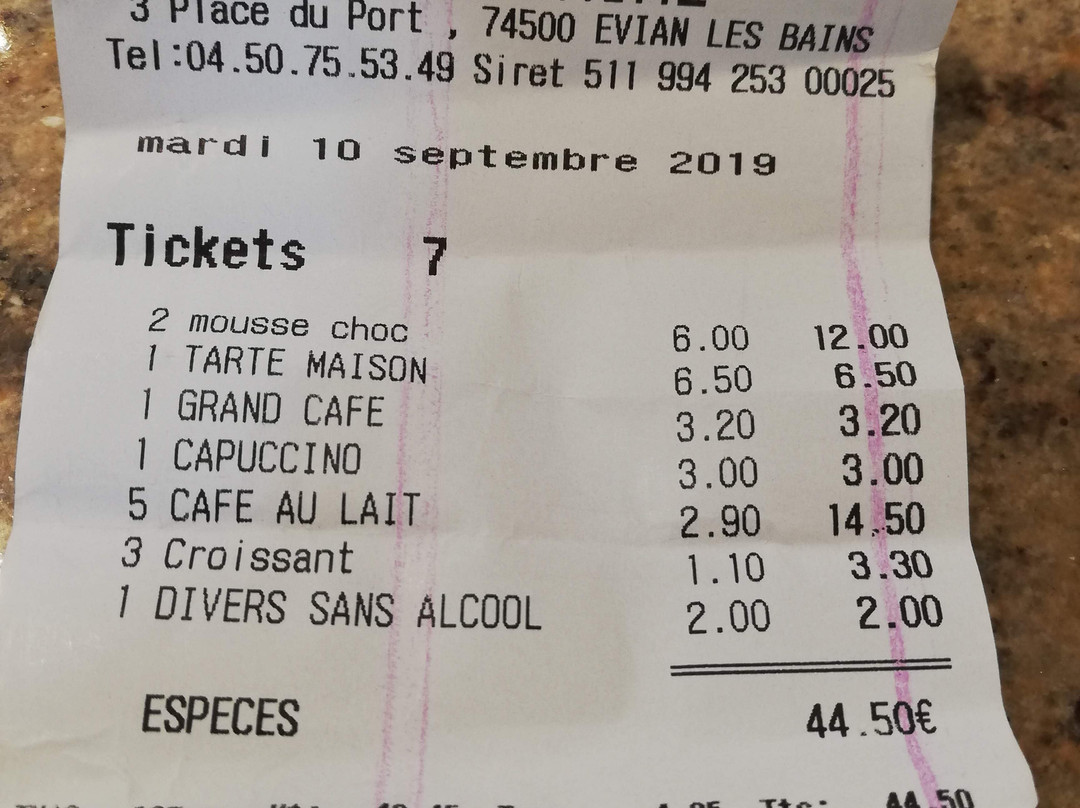 3 Place du Port , 74500 EVIAN LES BAINS
Tel:04.50.75.53.49 Siret 511 994 253 00025
mardi 10 septembre 2019
Tickets 7
2 mousse choc 6.00 12.00
1 TARTE MAISON 6.50 6.50
1 GRAND CAFE 3.20 3.20
1 CAPUCCINO 3.00 3.00
5 CAFE AU LAIT 2.90 14.50
3 Croissant 1.10 3.30
1 DIVERS SANS ALCOOL 2.00 2.00
ESPECES 44.50€
Ttc: 44.50